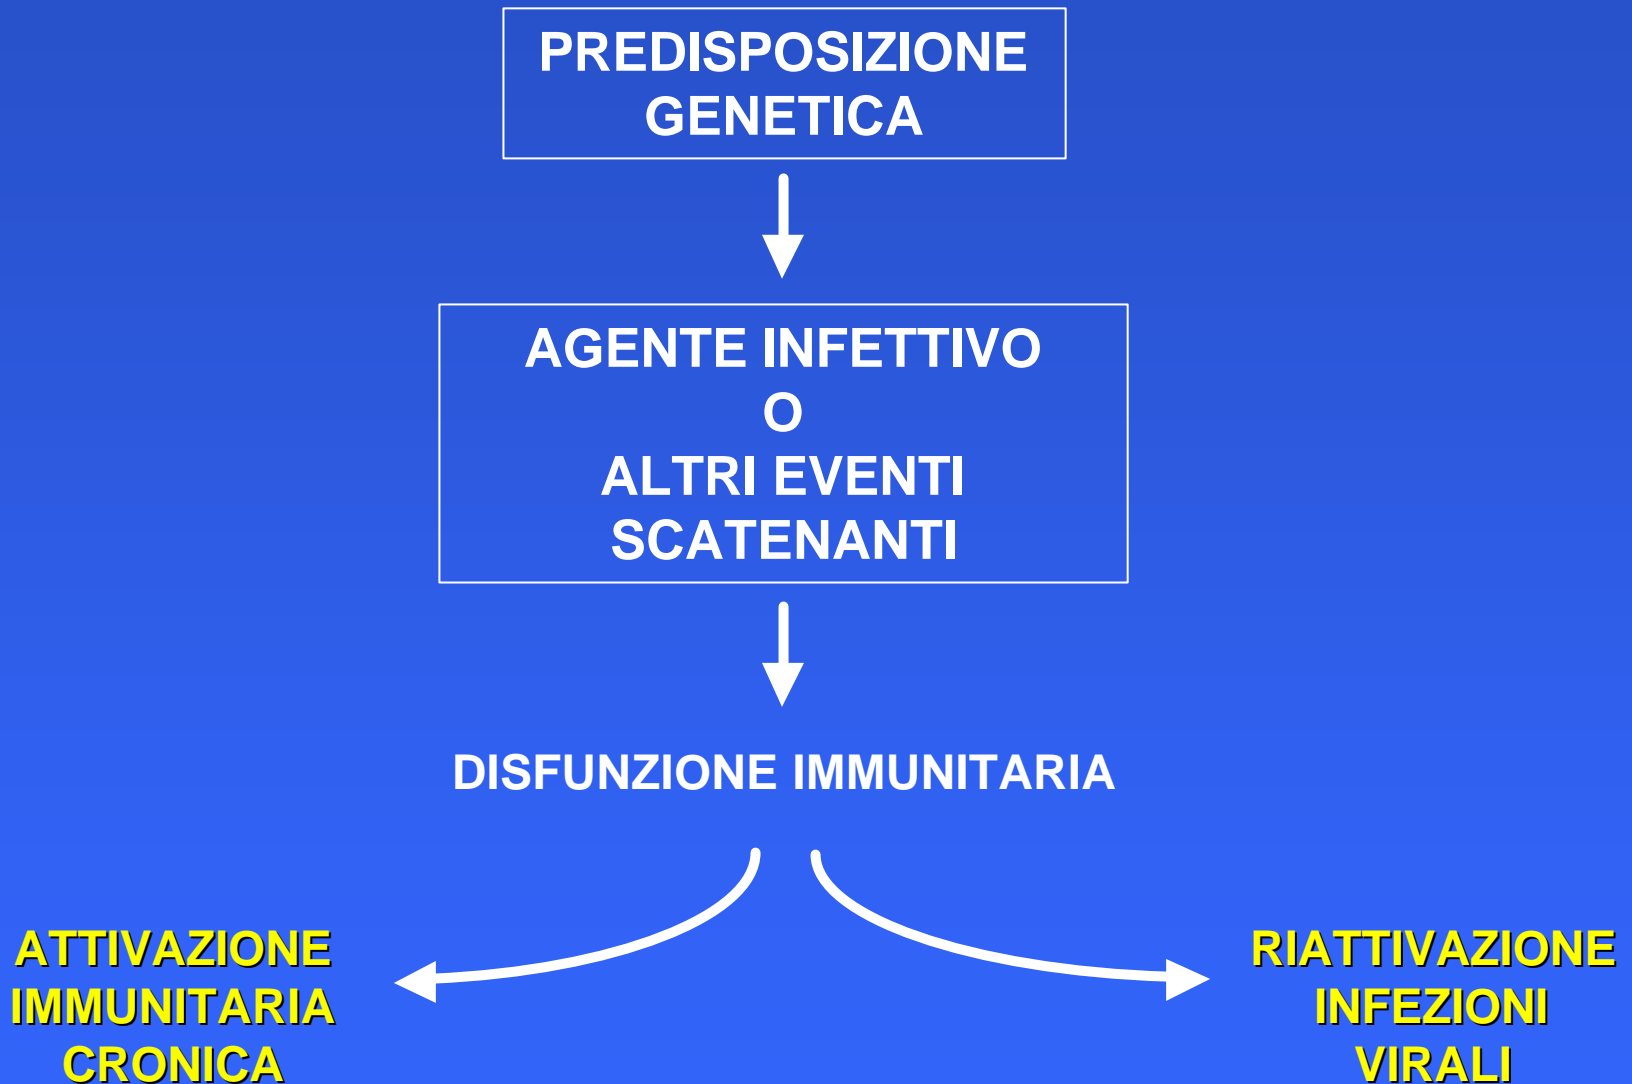 PREDISPOSIZIONE
GENETICA
AGENTE INFETTIVO
O
ALTRI EVENTI
SCATENANTI
DISFUNZIONE IMMUNITARIA
ATTIVAZIONE
IMMUNITARIA
CRONICA
RIATTIVAZIONE
INFEZIONI
VIRALI